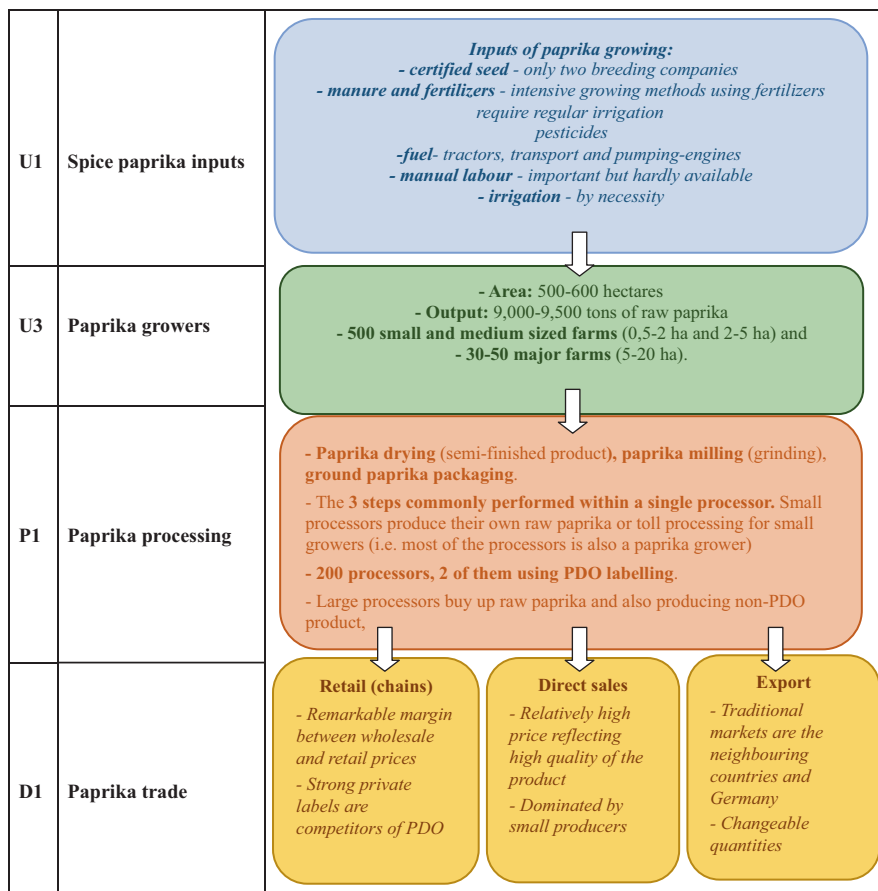 U1
Spice paprika inputs
Inputs of paprika growing:
- certified seed - only two breeding companies
- manure and fertilizers - intensive growing methods using fertilizers
require regular irrigation
pesticides
-fuel- tractors, transport and pumping-engines
- manual labour - important but hardly available
- irrigation - by necessity
U3
Paprika growers
- Area: 500-600 hectares
- Output: 9,000-9,500 tons of raw paprika
- 500 small and medium sized farms (0,5-2 ha and 2-5 ha) and
- 30-50 major farms (5-20 ha).
P1
Paprika processing
- Paprika drying (semi-finished product), paprika milling (grinding),
ground paprika packaging.
- The 3 steps commonly performed within a single processor. Small
processors produce their own raw paprika or toll processing for small
growers (i.e. most of the processors is also a paprika grower)
- 200 processors, 2 of them using PDO labelling.
- Large processors buy up raw paprika and also producing non-PDO
product,
D1
Paprika trade
Retail (chains)
- Remarkable margin
between wholesale
and retail prices
- Strong private
labels are
competitors of PDO
Direct sales
- Relatively high
price reflecting
high quality of the
product
- Dominated by
small producers
Export
- Traditional
markets are the
neighbouring
countries and
Germany
- Changeable
quantities